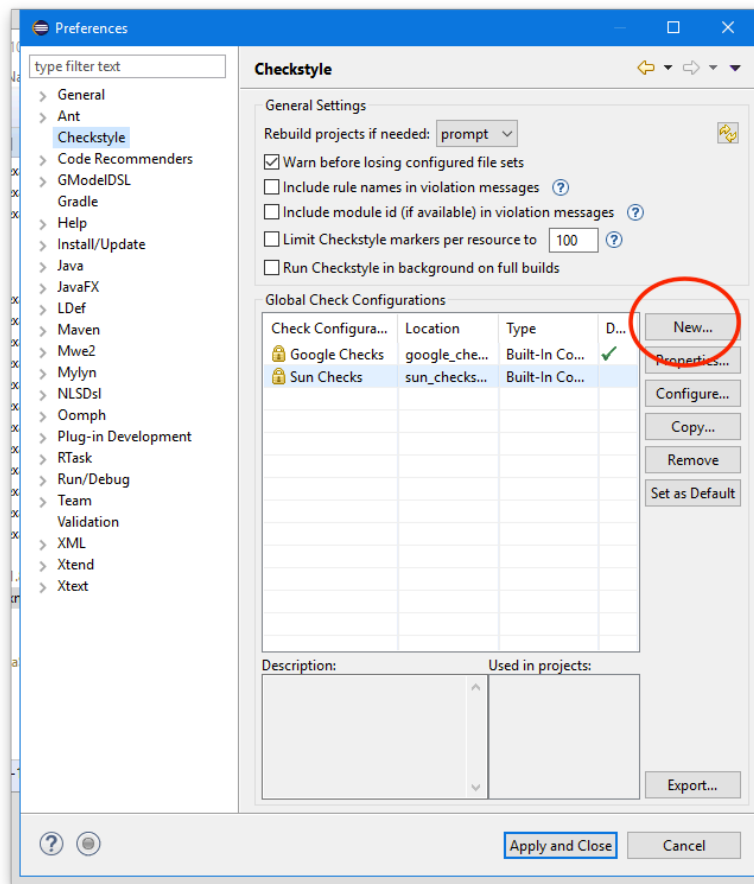 Preferences
type filter text
General
Ant
Checkstyle
Code Recommenders
GModelDSL
Gradle
Help
Install/Update
Java
JavaFX
LDef
Maven
Mwe2
Mylyn
NLSDsl
Oomph
Plug-in Development
RTask
Run/Debug
Team
Validation
XML
Xtend
Xtext
Checkstyle
General Settings
Rebuild projects if needed: prompt
Warn before losing configured file sets
Include rule names in violation messages
Include module id (if available) in violation messages
Limit Checkstyle markers per resource to 100
Run Checkstyle in background on full builds
Global Check Configurations
Check Configura... Location Type D...
Google Checks google_che... Built-In Co...
Sun Checks sun_checks... Built-In Co...
New...
Properties...
Configure...
Copy...
Remove
Set as Default
Description: Used in projects:
Export...
Apply and Close Cancel